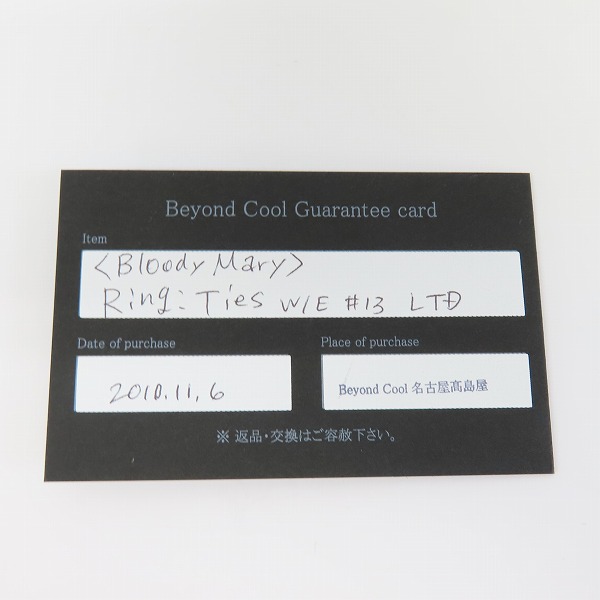 Beyond Cool Guarantee card
Item
<Bloody Mary>
Ring: Ties W/E #13 LTD
Date of purchase
2010.11.6
Place of purchase
Beyond Cool 名古屋髙島屋
※ 返品・交換はご容赦下さい。